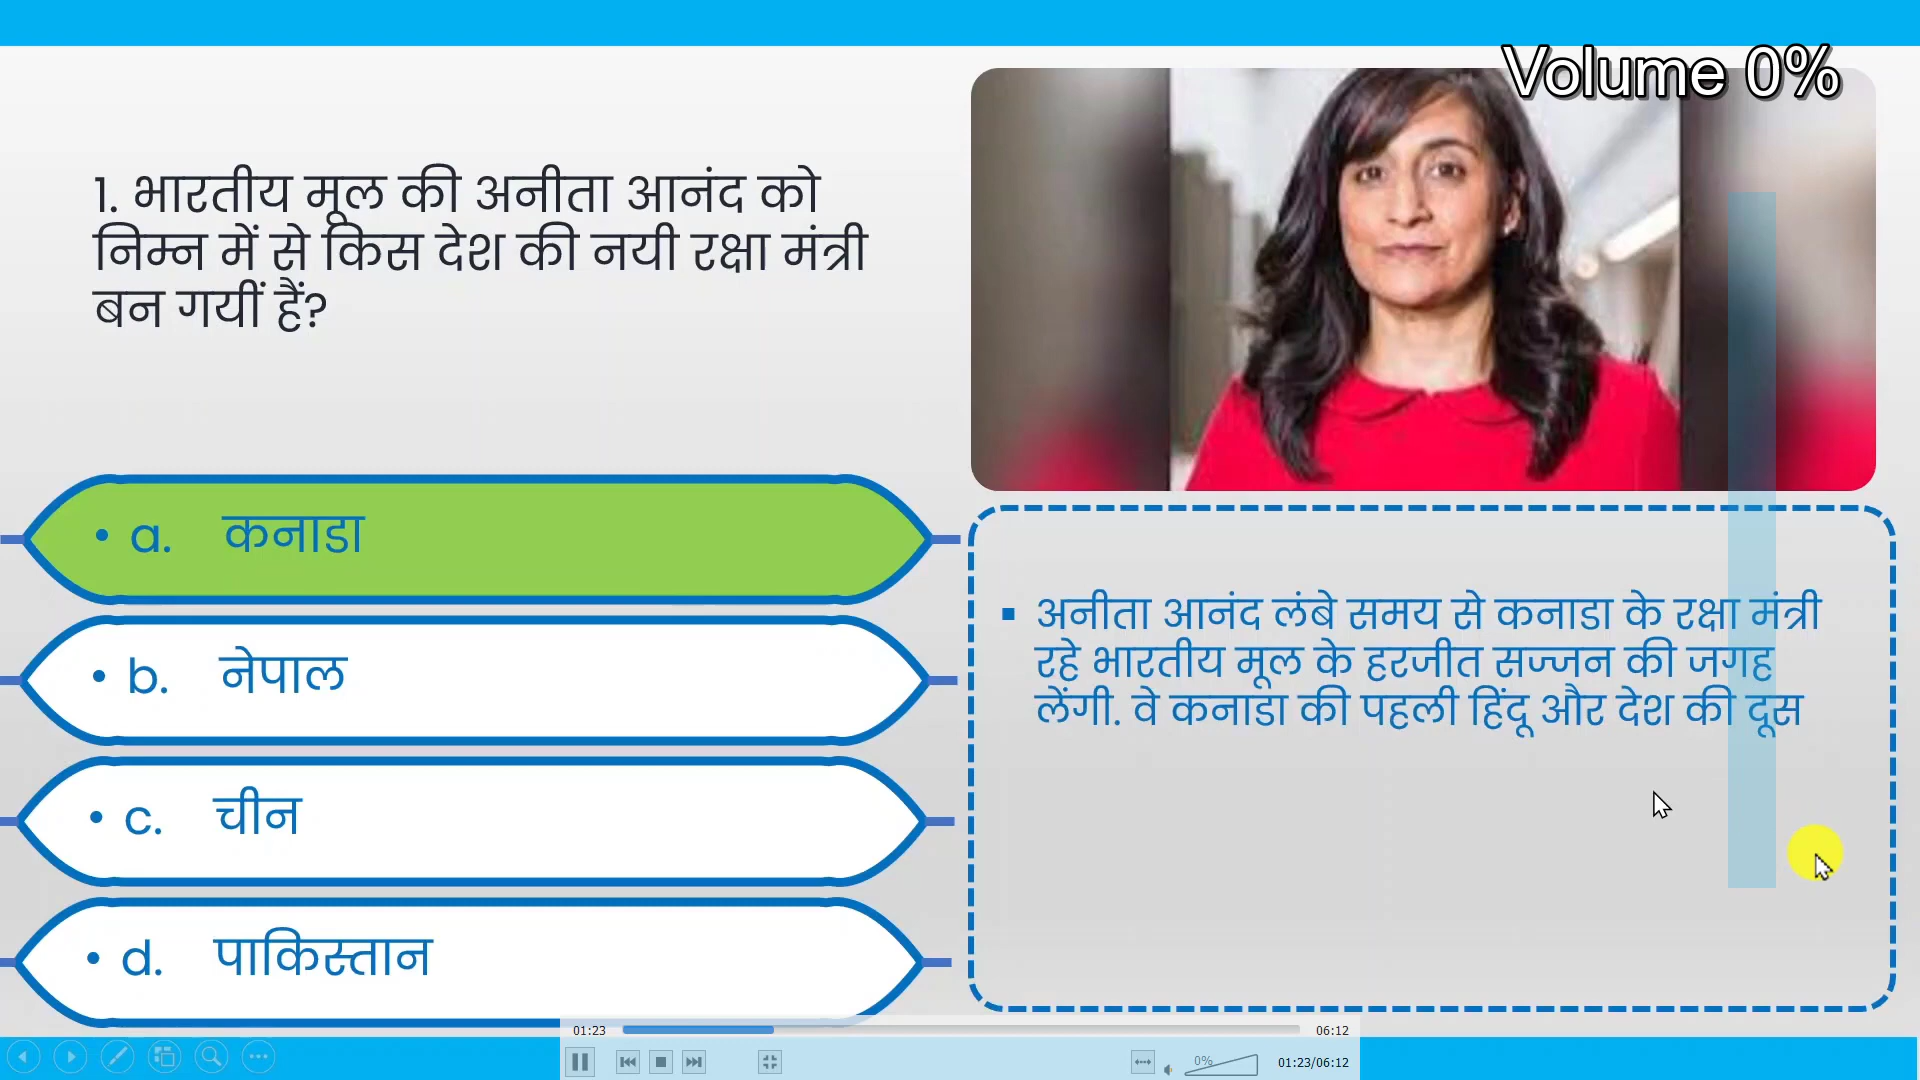 Volume 0%
1. भारतीय मूल की अनीता आनंद को
निम्न में से किस देश की नयी रक्षा मंत्री
बन गयीं हैं?
• a. कनाडा
• b. नेपाल
• c. चीन
• d. पाकिस्तान
▪ अनीता आनंद लंबे समय से कनाडा के रक्षा मंत्री
रहे भारतीय मूल के हरजीत सज्जन की जगह
लेंगी. वे कनाडा की पहली हिंदू और देश की दूस
01:23 06:12
0% 01:23/06:12